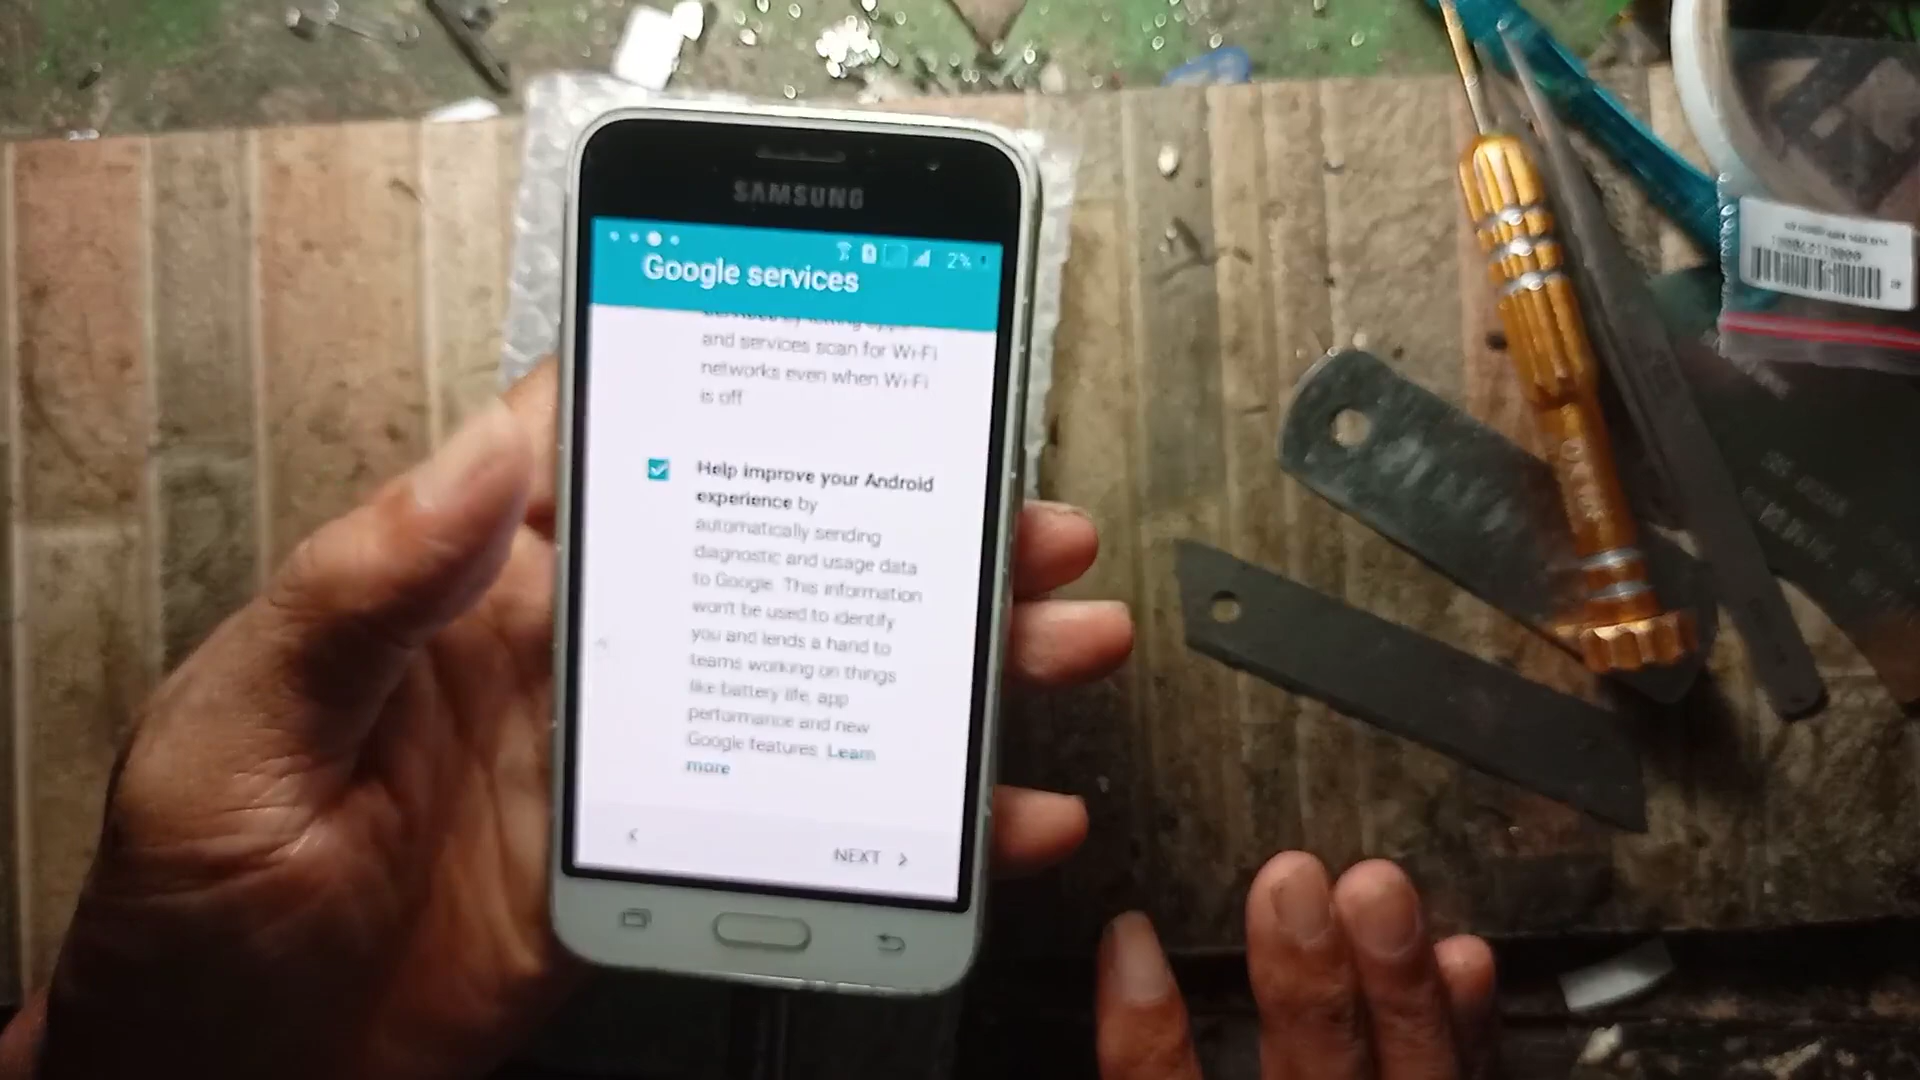 SAMSUNG
2%
Google services
and services scan for Wi-Fi
networks even when Wi-Fi
is off
Help improve your Android
experience by
automatically sending
diagnostic and usage data
to Google. This information
won't be used to identify
you and lends a hand to
teams working on things
like battery life, app
performance and new
Google features. Learn
more
NEXT